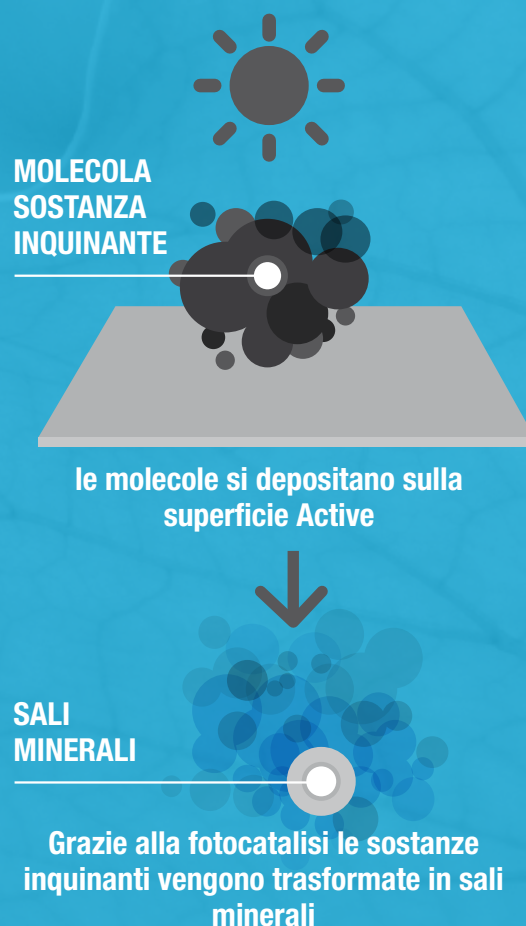 MOLECOLA
SOSTANZA
INQUINANTE
le molecole si depositano sulla
superficie Active
SALI
MINERALI
Grazie alla fotocatalisi le sostanze
inquinanti vengono trasformate in sali
minerali